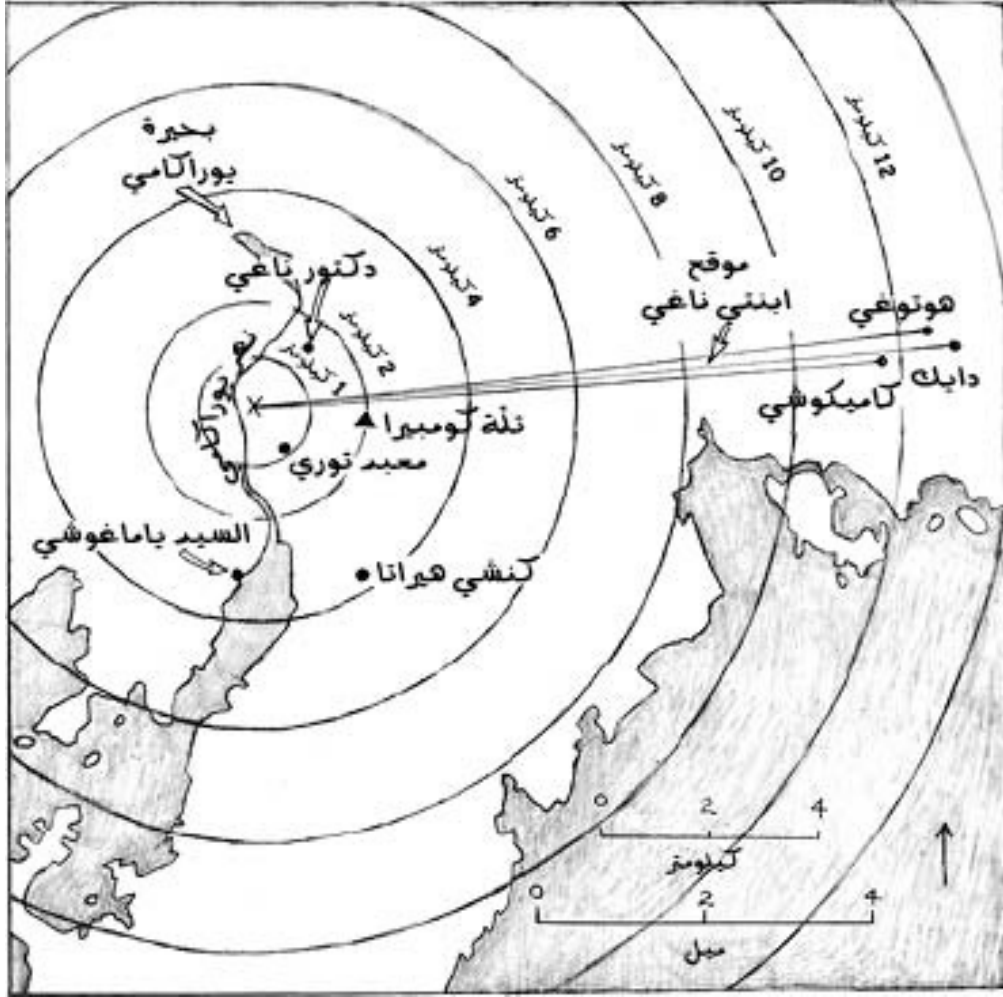 بحيرة
يوراكامي
دكتور ناغي
نهر يوراكامي
1 كيلومتر
2 كيلومتر
4 كيلومتر
6 كيلومتر
8 كيلومتر
10 كيلومتر
12 كيلومتر
موقع
ابنتي ناغي
هوتوغي
دايك
كاميكوشي
X
تلّة كومبيرا
معبد توري
السيد ياماغوشي
كنشي هيراتا
0 2 4
كيلومتر
0 2 4
ميل